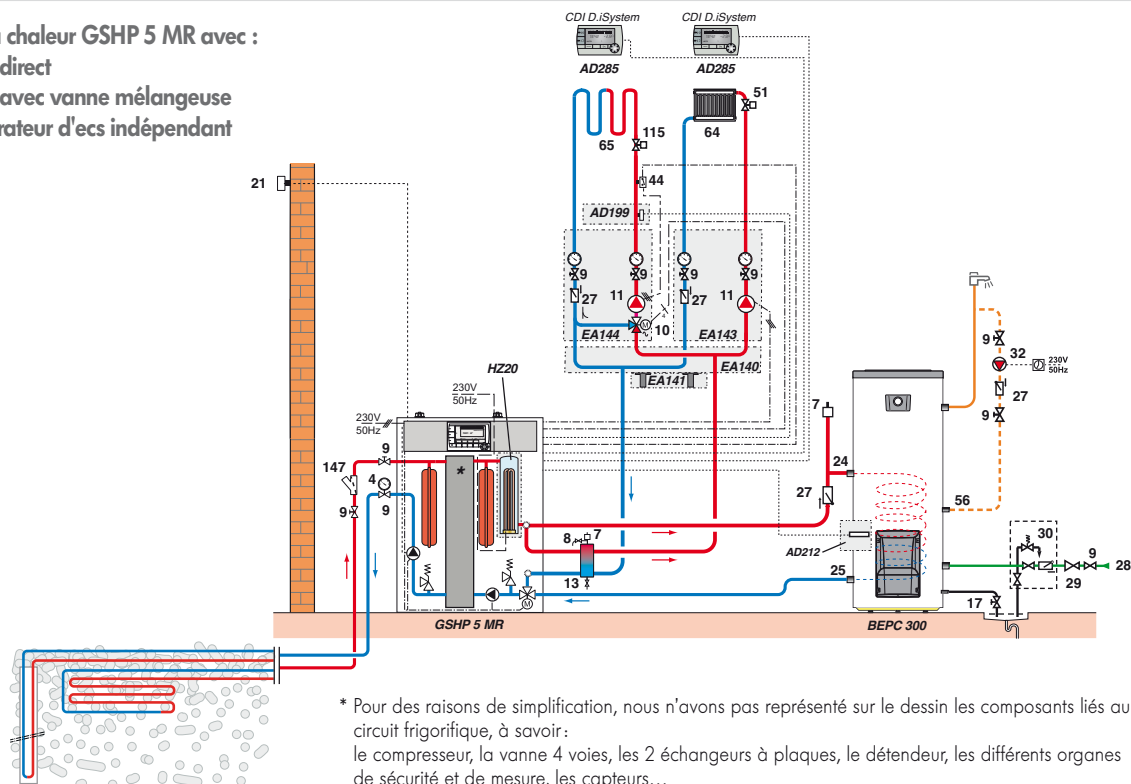 chaleur GSHP 5 MR avec :
direct
avec vanne mélangeuse
d'ecs indépendant
CDI D.iSystem
CDI D.iSystem
AD285
AD285
51
65
115
64
21
44
AD199
9
9
9
9
27
11
27
11
10
EA144
EA143
EA140
EA141
HZ20
230V
50Hz
230V
50Hz
9
*
147
4
9
9
7
8
13
7
24
27
AD212
25
9
32
230V
50Hz
27
9
56
30
9
28
29
17
GSHP 5 MR
BEPC 300
M
M
* Pour des raisons de simplification, nous n'avons pas représenté sur le dessin les composants liés au
circuit frigorifique, à savoir:
le compresseur, la vanne 4 voies, les 2 échangeurs à plaques, le détendeur, les différents organes
de sécurité et de mesure, les capteurs...